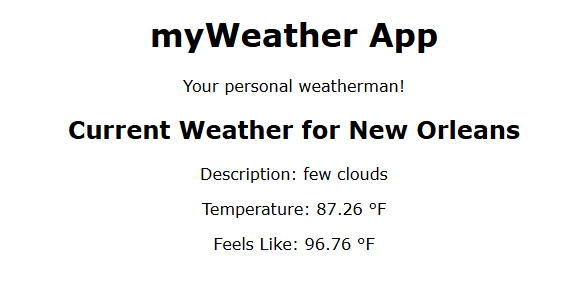 myWeather App
Your personal weatherman!
Current Weather for New Orleans
Description: few clouds
Temperature: 87.26 °F
Feels Like: 96.76 °F